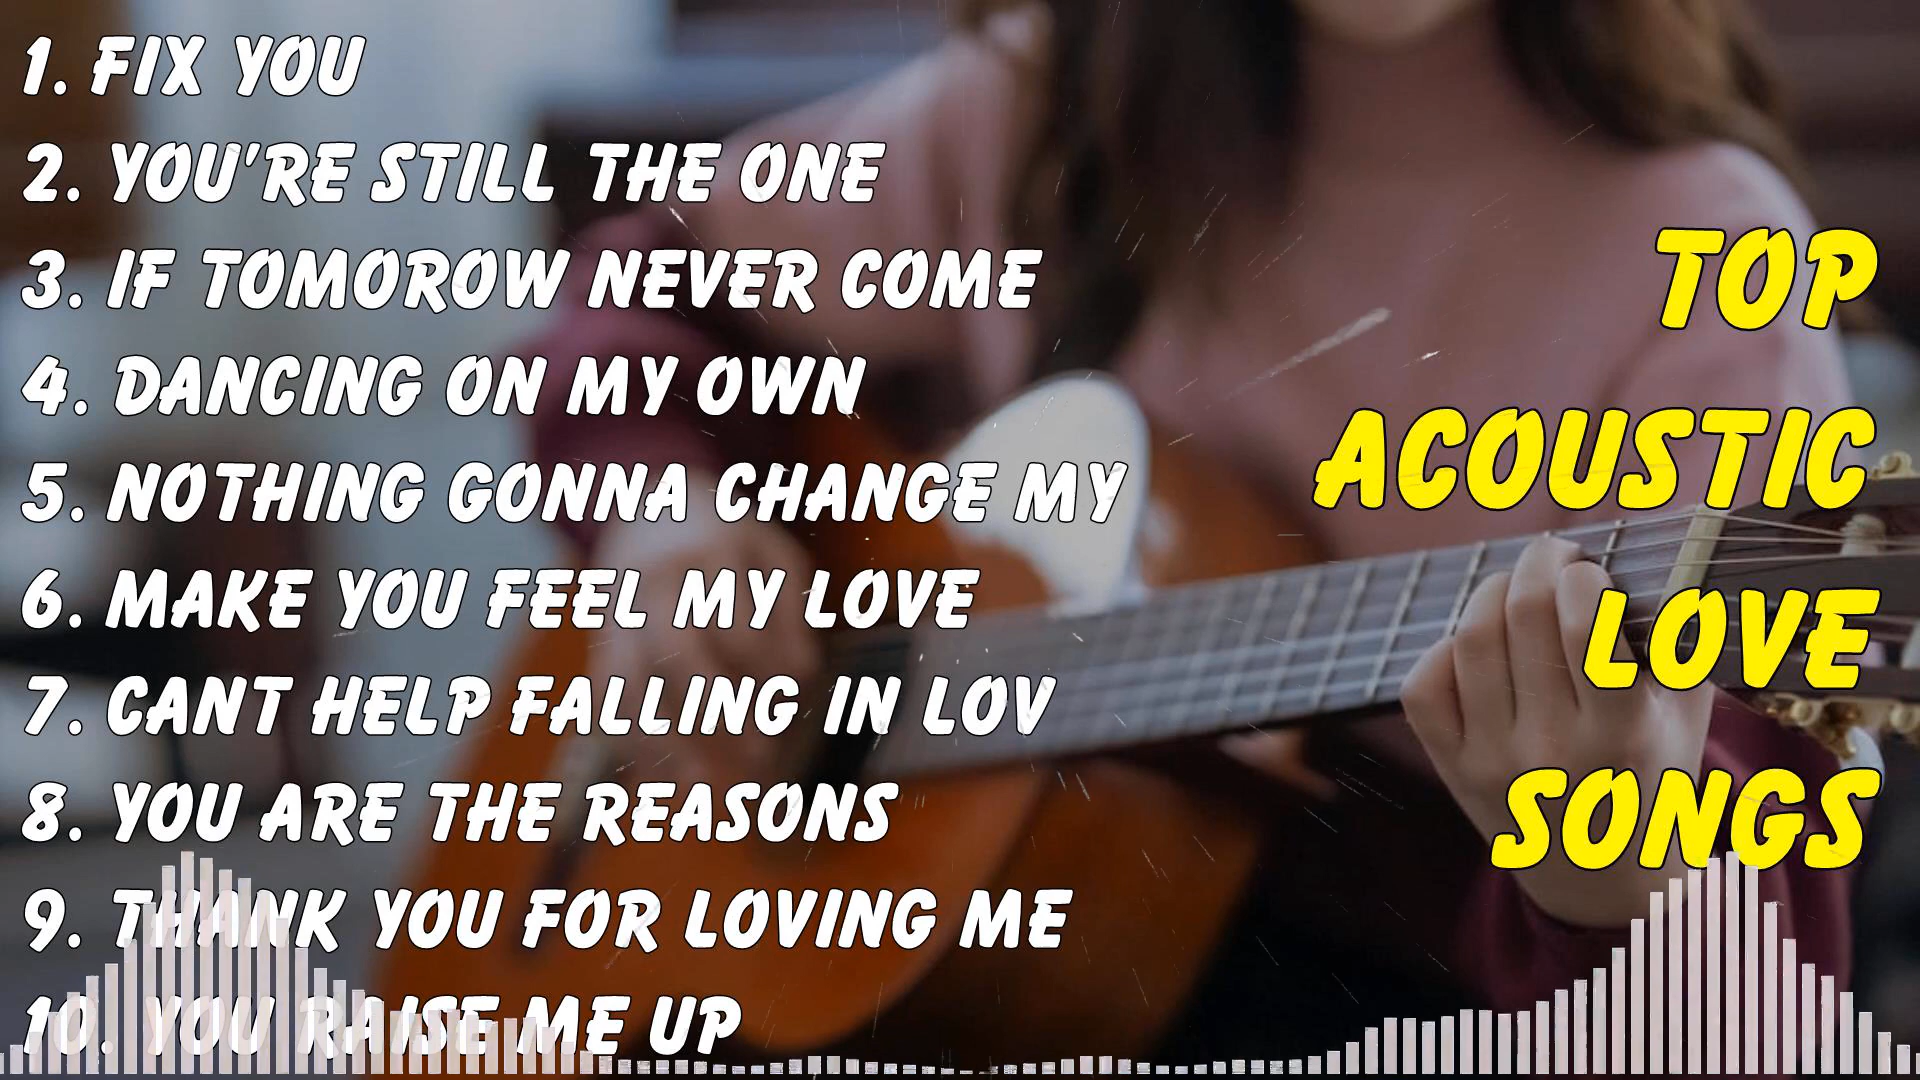 1. FIX YOU
2. YOU'RE STILL THE ONE
3. IF TOMOROW NEVER COME
4. DANCING ON MY OWN
5. NOTHING GONNA CHANGE MY
6. MAKE YOU FEEL MY LOVE
7. CANT HELP FALLING IN LOV
8. YOU ARE THE REASONS
9. THANK YOU FOR LOVING ME
10. YOU RAISE ME UP
TOP
ACOUSTIC
LOVE
SONGS